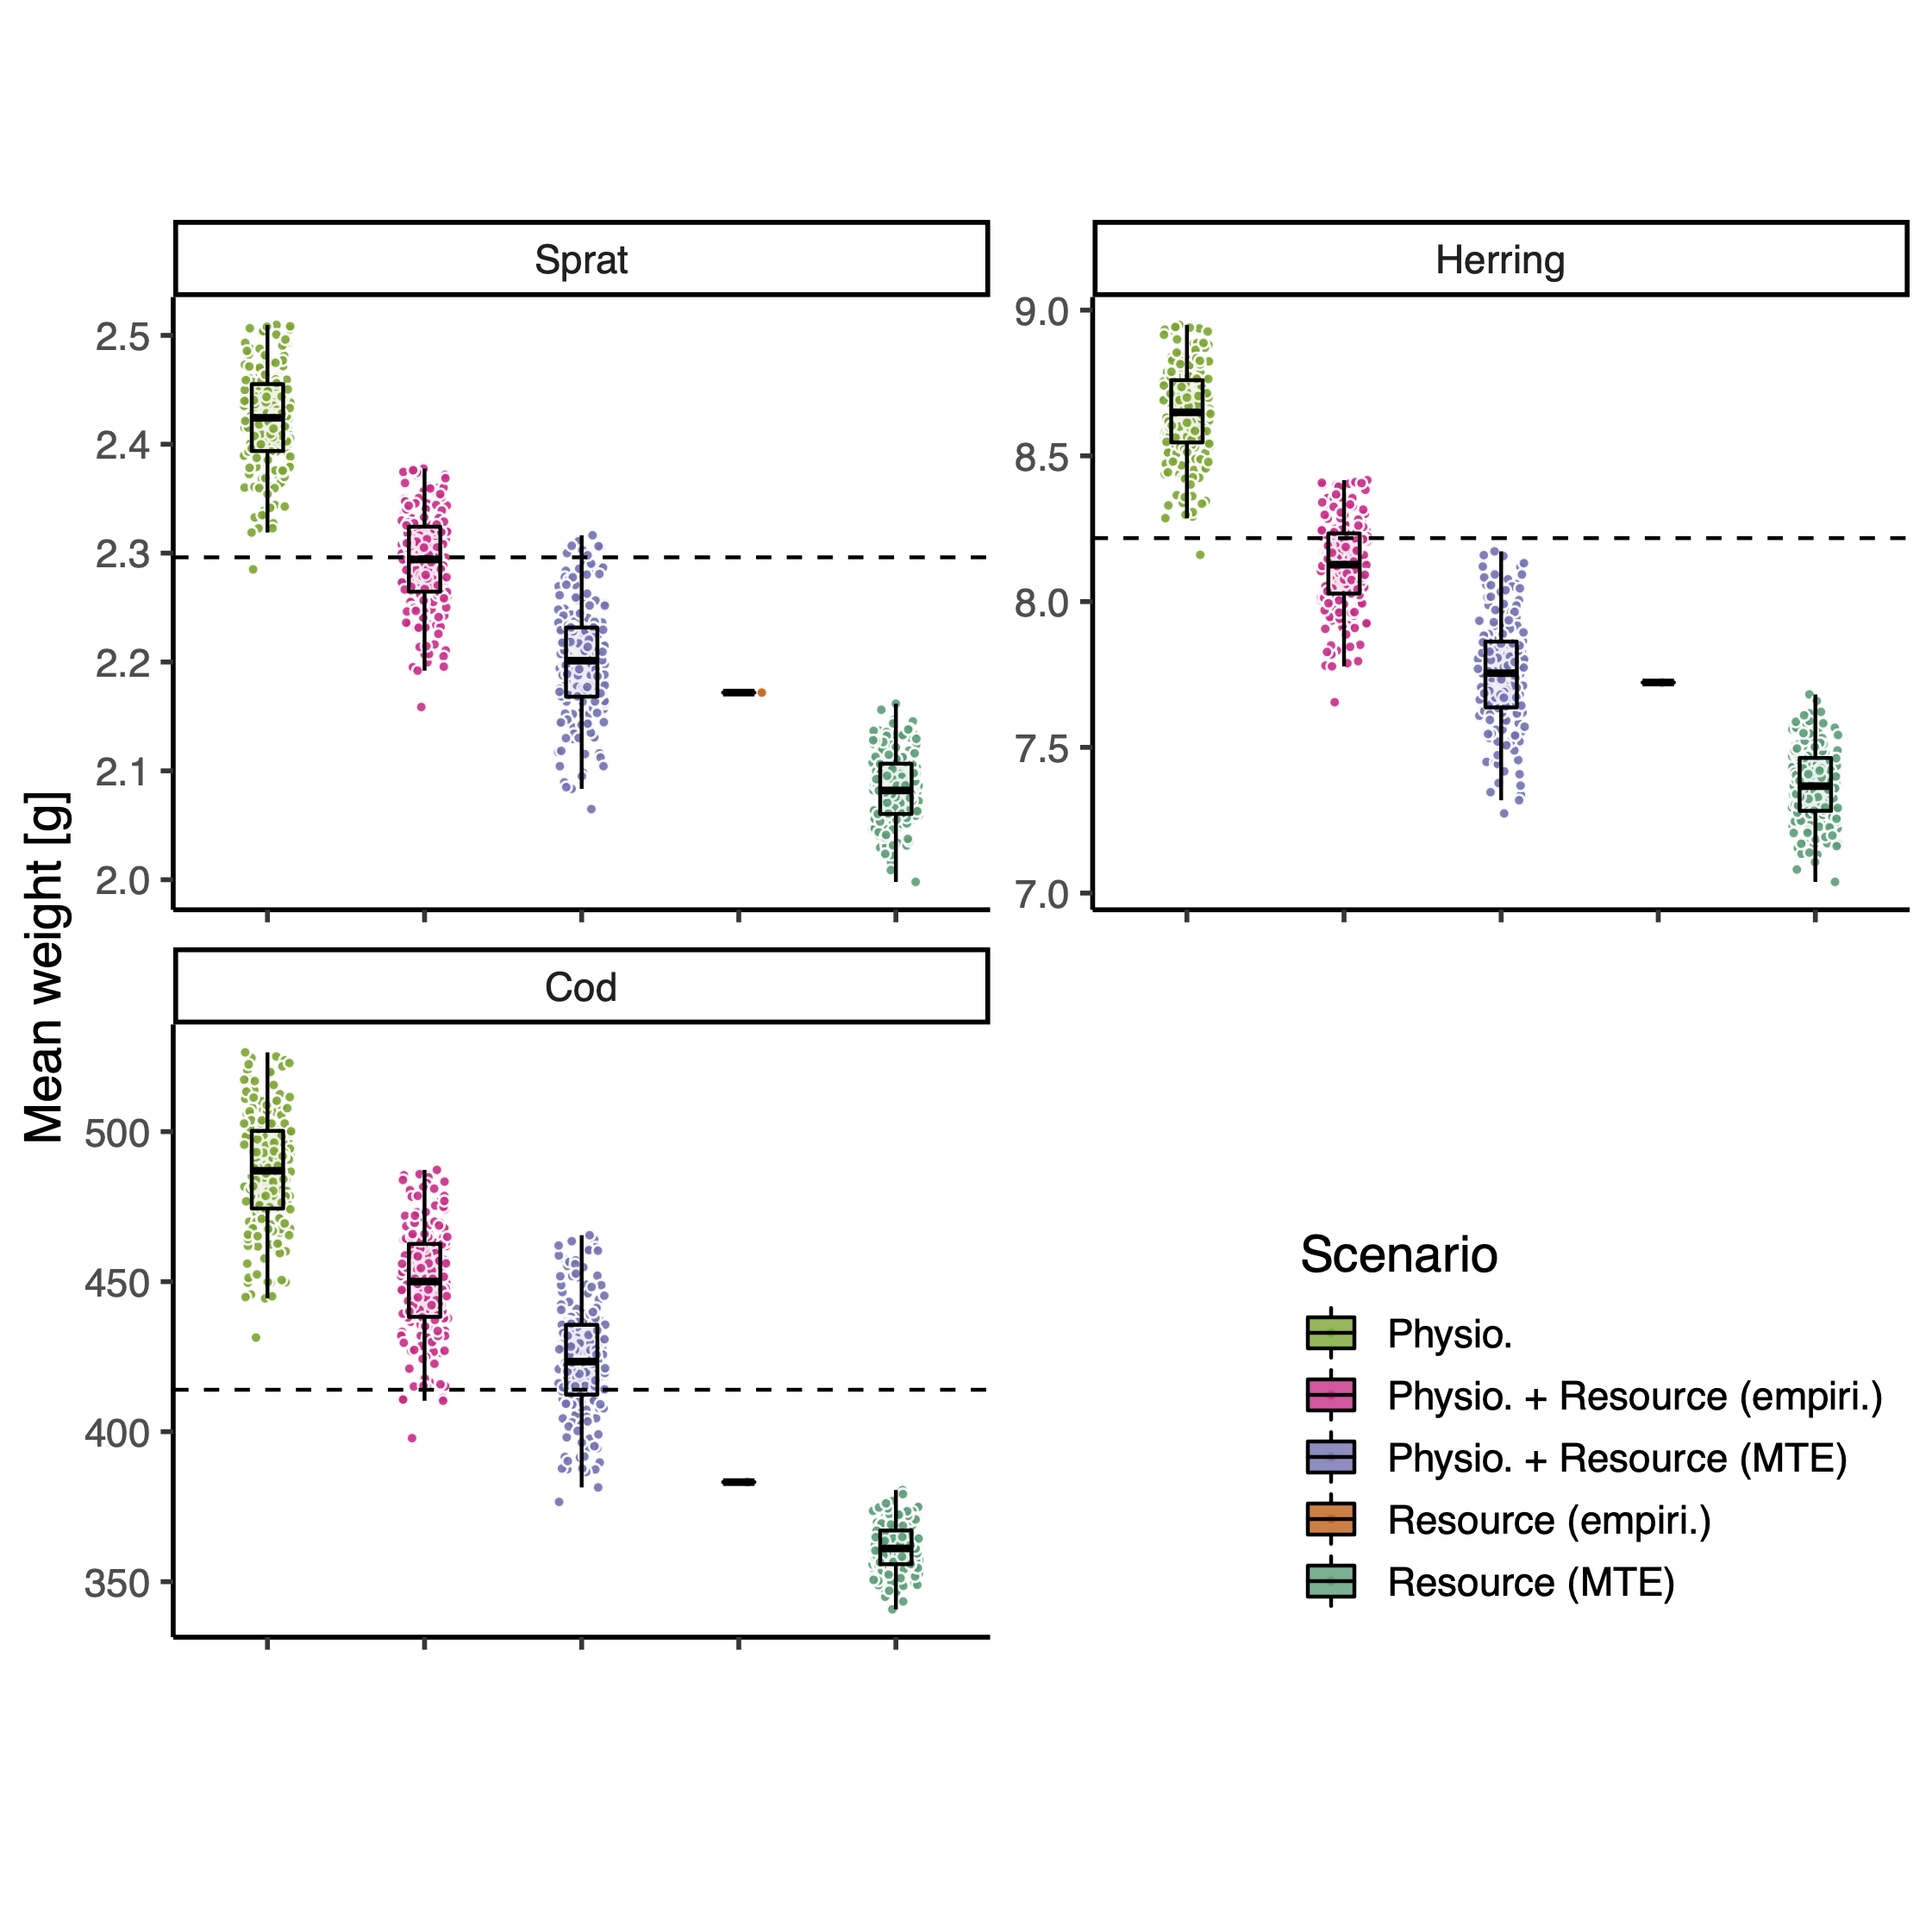 Sprat
Herring
2.5
2.4
2.3
2.2
2.1
2.0
9.0
8.5
8.0
7.5
7.0
Mean weight [g]
Cod
500
450
400
350
Scenario
Physio.
Physio. + Resource (empiri.)
Physio. + Resource (MTE)
Resource (empiri.)
Resource (MTE)